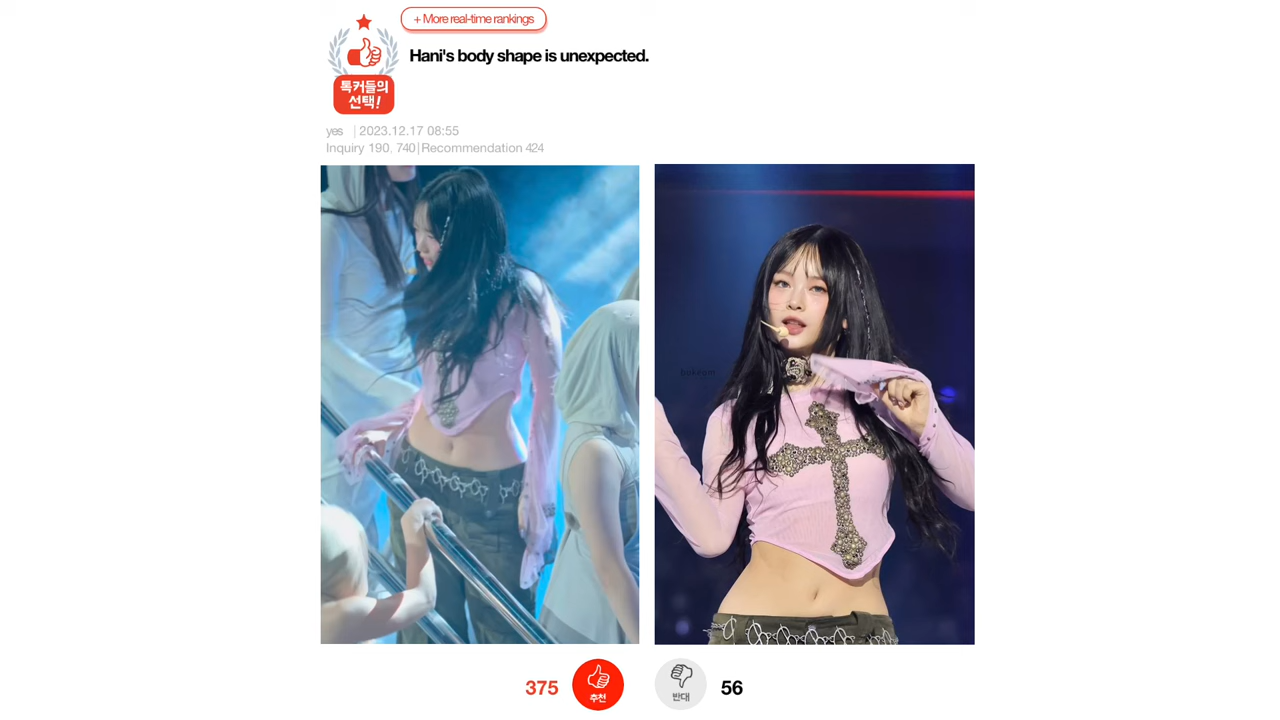 + More real-time rankings
Hani's body shape is unexpected.
톡커들의
선택!
yes | 2023.12.17 08:55
Inquiry 190, 740|Recommendation 424
bukeum
375
추천
반대
56